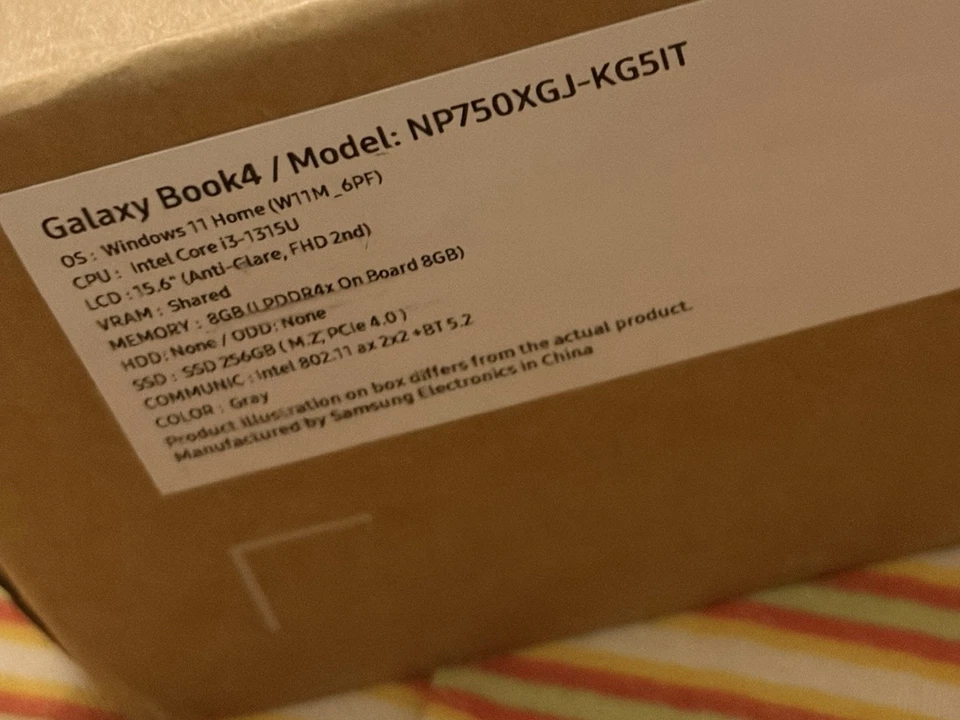 Galaxy Book4 / Model: NP750XGJ-KG5IT
OS : Windows 11 Home (W11M_6PF)
CPU : Intel Core i3-1315U
LCD : 15.6" (Anti-Glare, FHD 2nd)
VRAM : Shared
MEMORY : 8GB (LPDDR4x On Board 8GB)
HDD: None / ODD: None
SSD : SSD 256GB ( M.2, PCIe 4.0 )
COMMUNIC : Intel 802.11 ax 2x2 +BT 5.2
COLOR : Gray
Product illustration on box differs from the actual product.
Manufactured by Samsung Electronics in China